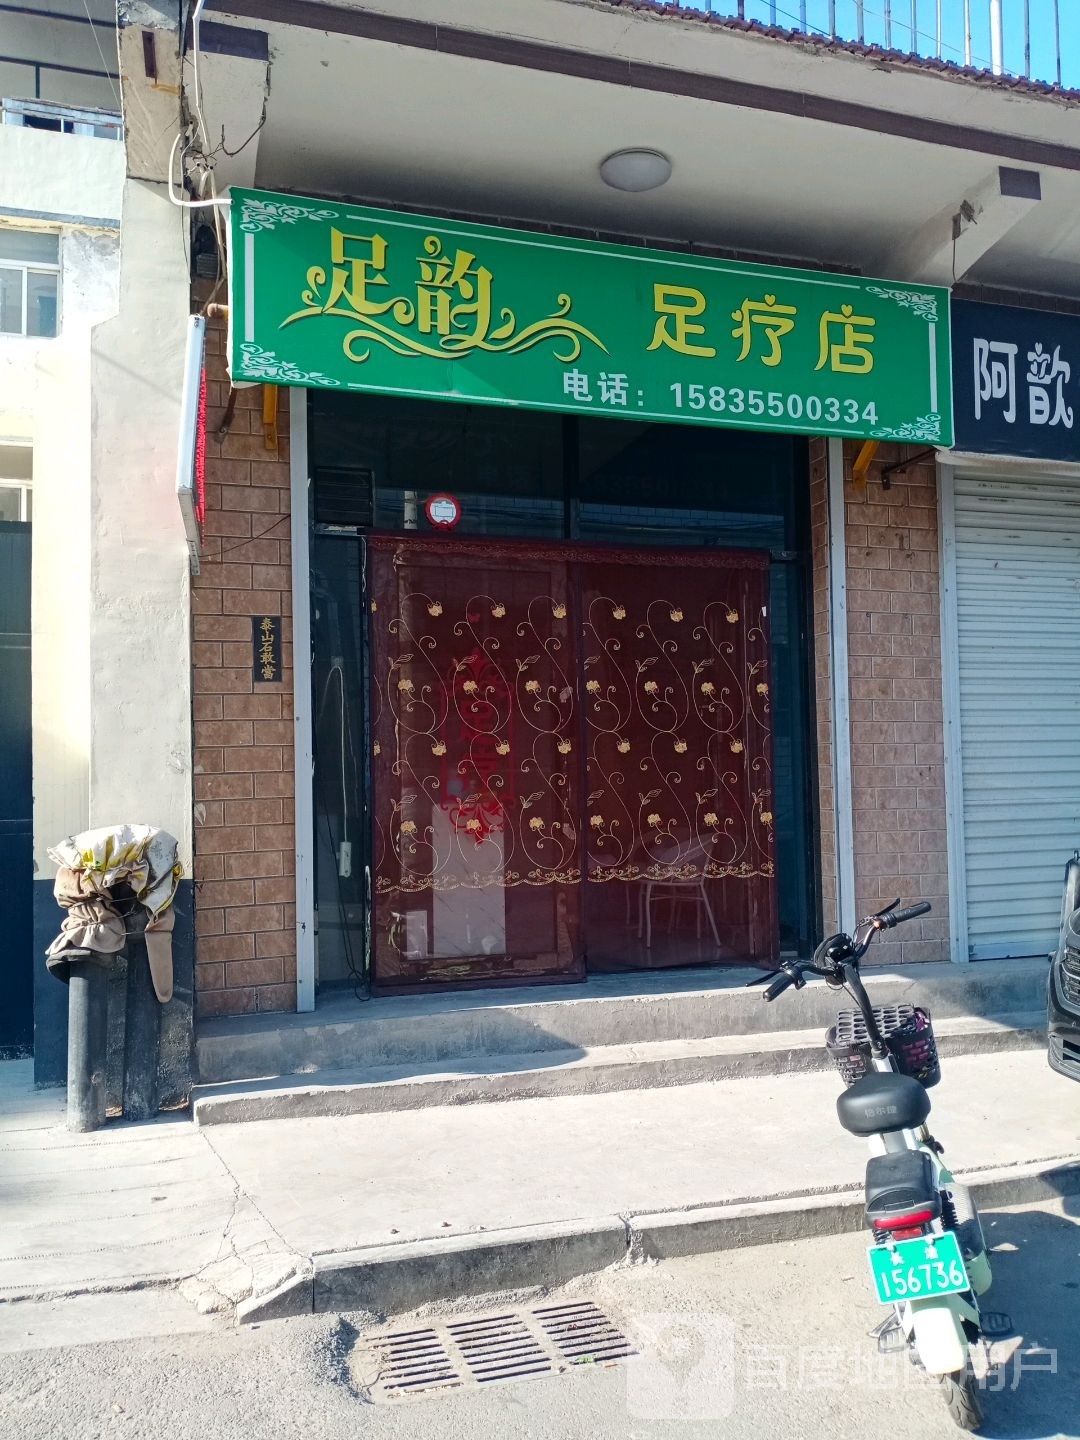 足韵 足疗店
电话：15835500334
阿歆
泰山石敢當
156736
百度地图用户